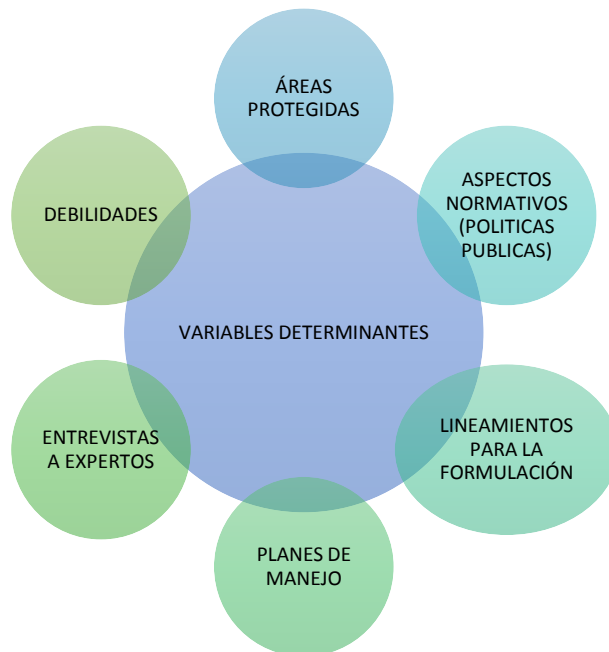 ÁREAS
PROTEGIDAS
ASPECTOS
NORMATIVOS
(POLITICAS
PUBLICAS)
DEBILIDADES
VARIABLES DETERMINANTES
LINEAMIENTOS
PARA LA
FORMULACIÓN
ENTREVISTAS
A EXPERTOS
PLANES DE
MANEJO